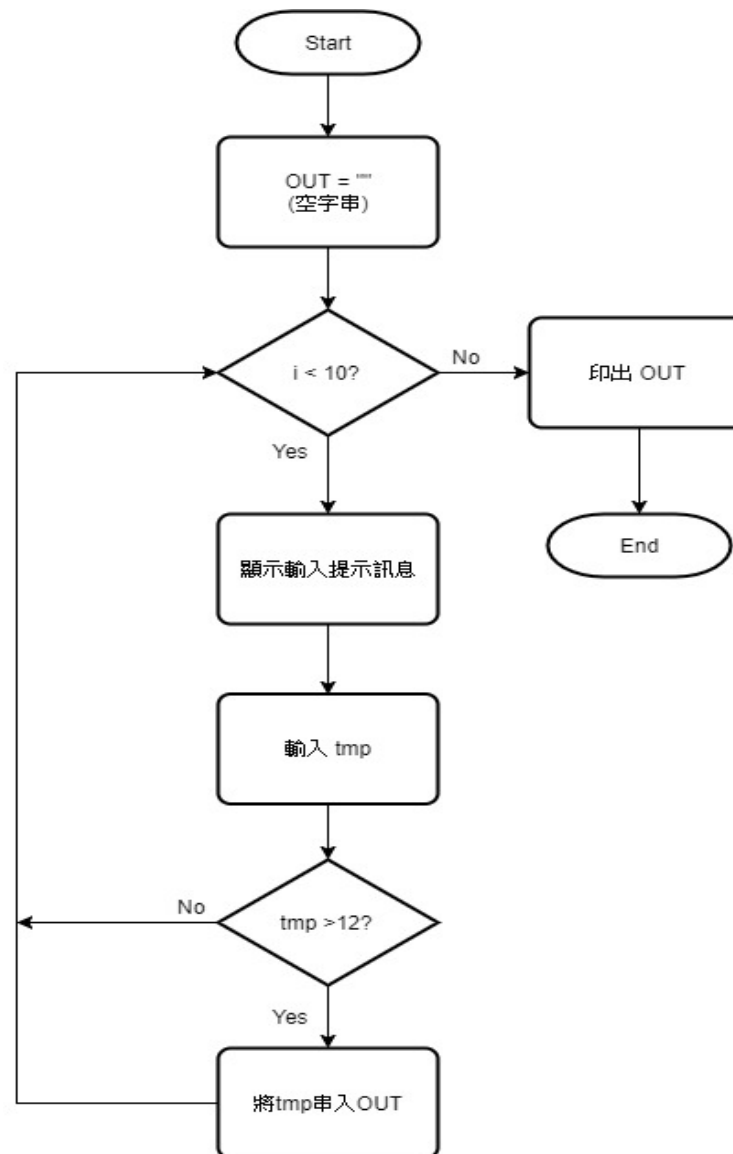 Start
OUT = ""
(空字串)
i < 10?
No
印出 OUT
Yes
End
顯示輸入提示訊息
輸入 tmp
No
tmp >12?
Yes
將tmp串入OUT